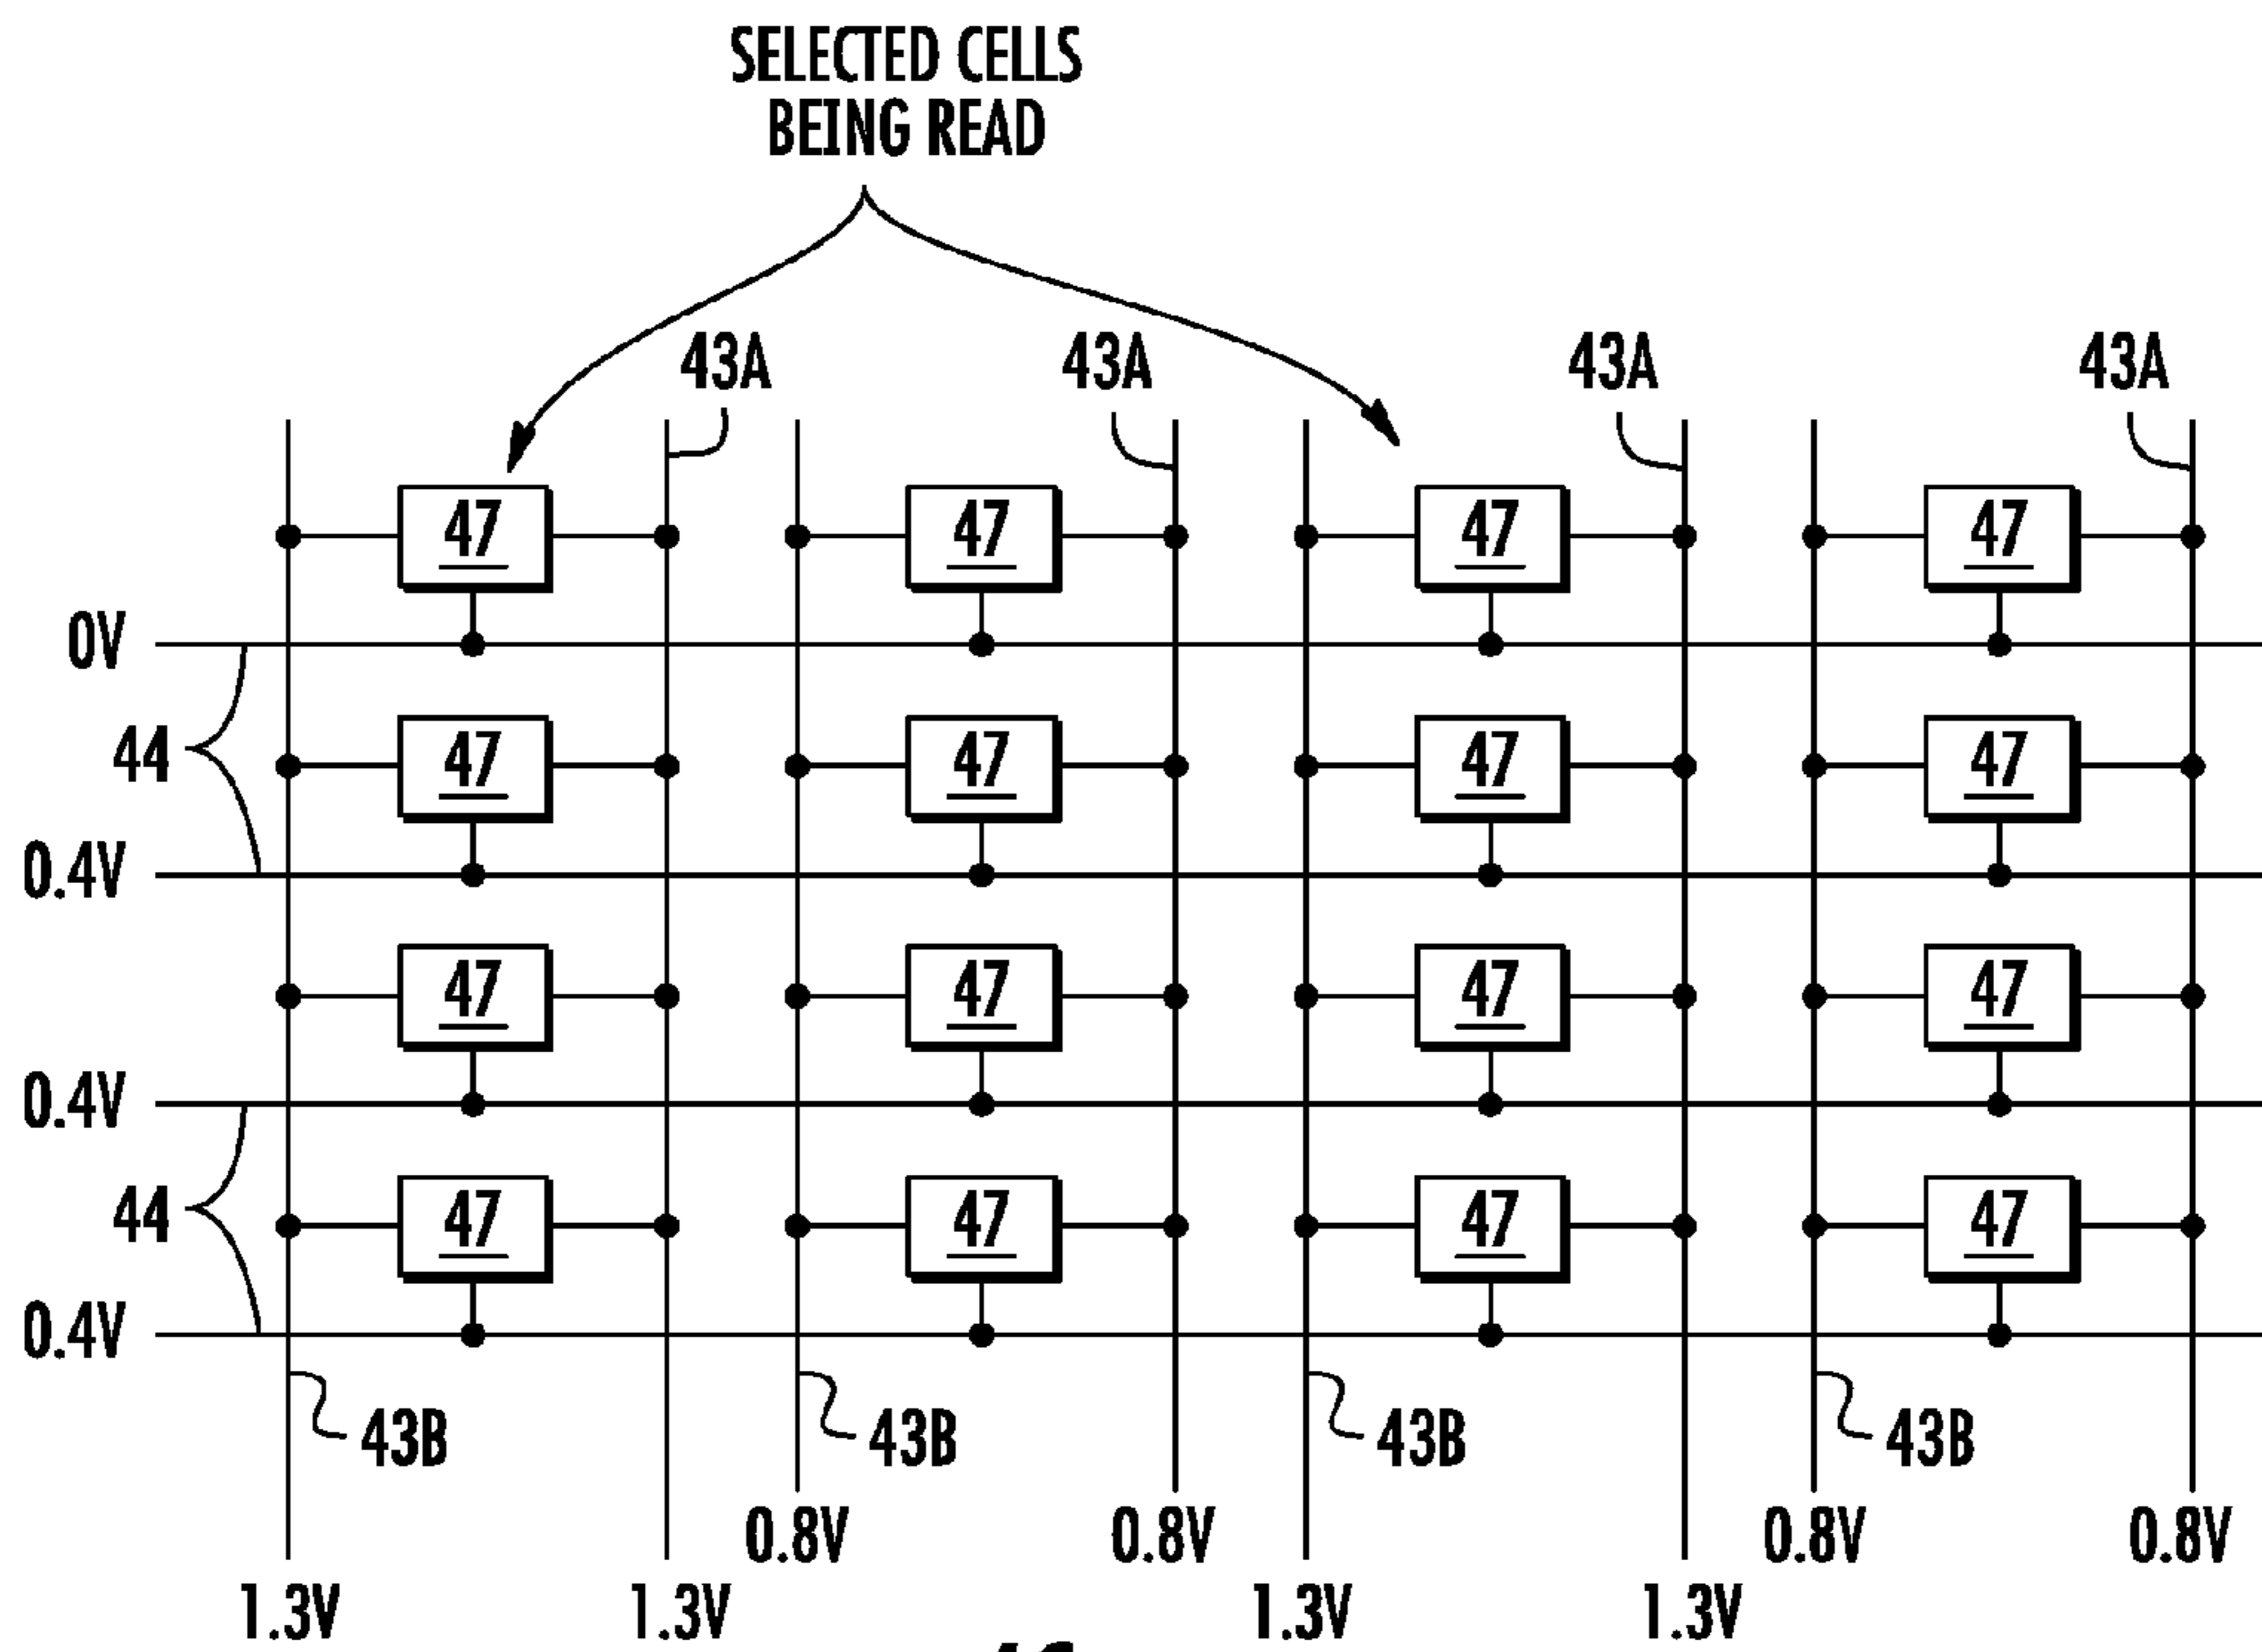 SELECTED CELLS
BEING READ
43A 43A 43A 43A
47 47 47 47
0V
44
47 47 47 47
0.4V
47 47 47 47
0.4V
44
47 47 47 47
0.4V
43B 43B 43B 43B
0.8V 0.8V 0.8V 0.8V
1.3V 1.3V 1.3V 1.3V